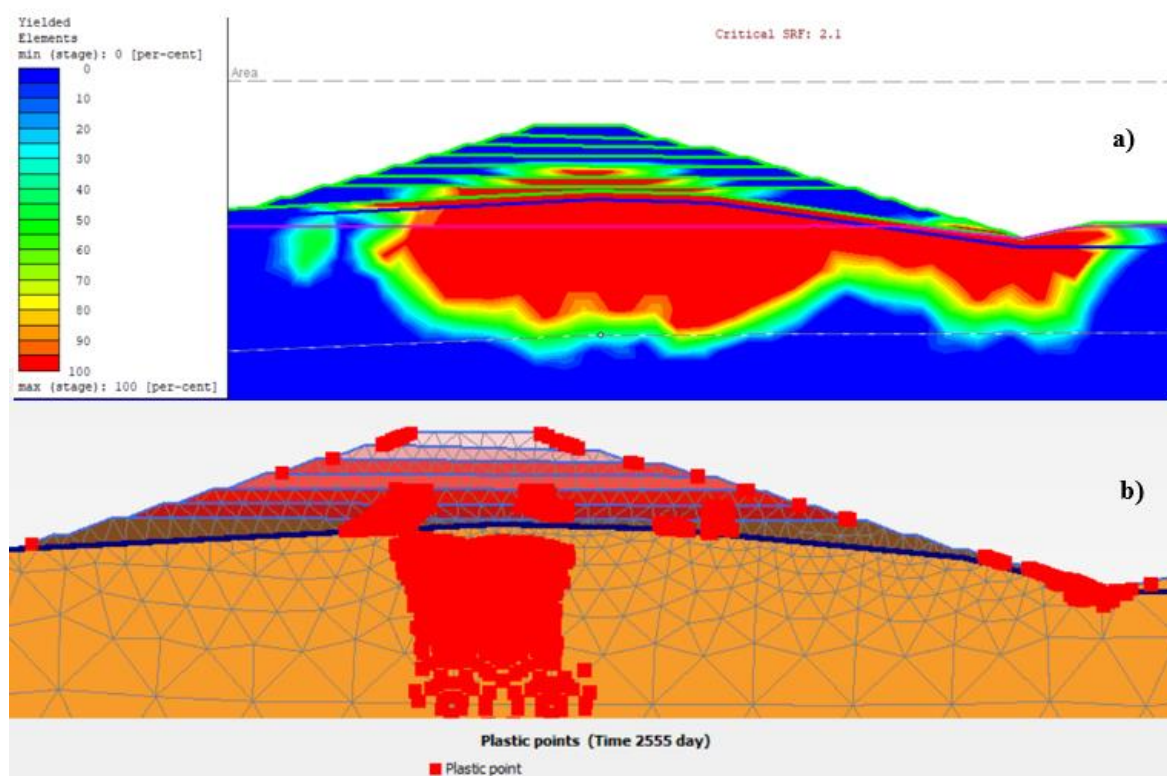 Yielded
Elements
min (stage): 0 [per-cent]
0
10
20
30
40
50
60
70
80
90
100
max (stage): 100 [per-cent]
Critical SRF: 2.1
Area
a)
b)
Plastic points (Time 2555 day)
Plastic point